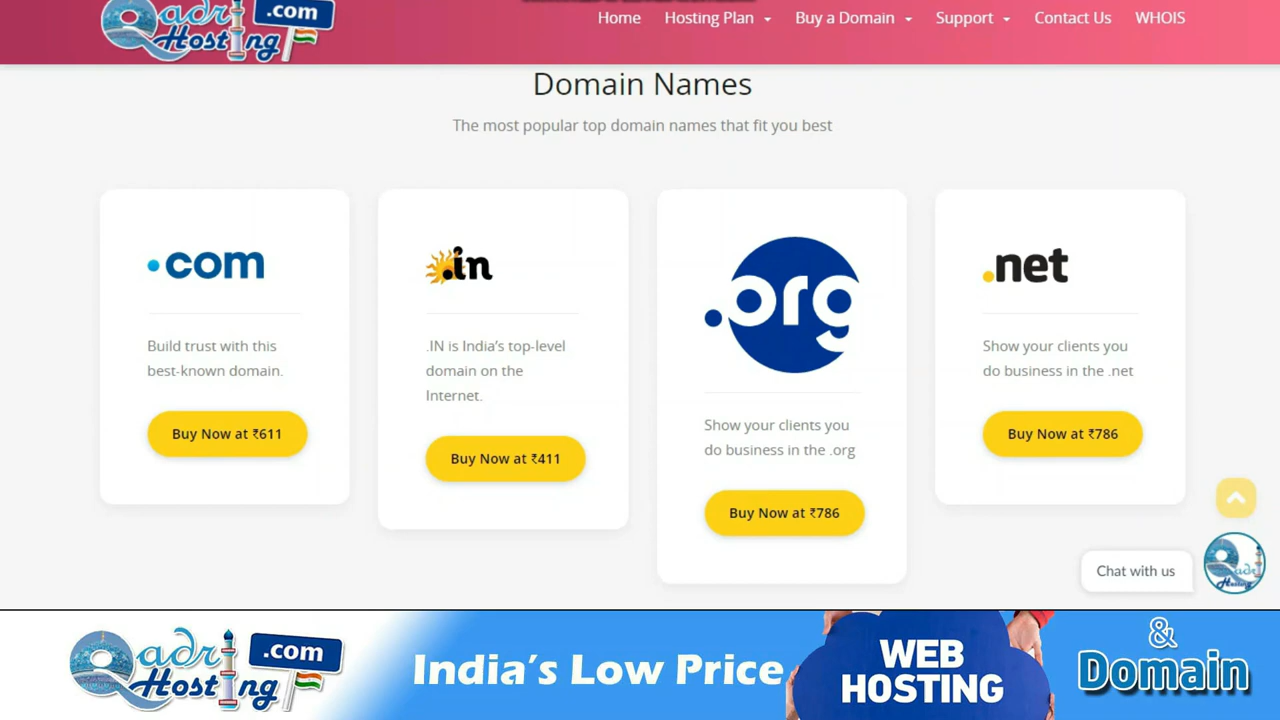 Qadri .com
Hosting
Home Hosting Plan Buy a Domain Support Contact Us WHOIS
Domain Names
The most popular top domain names that fit you best
.com
Build trust with this
best-known domain.
Buy Now at ₹611
.in
.IN is India’s top-level
domain on the
Internet.
Buy Now at ₹411
.org
Show your clients you
do business in the .org
Buy Now at ₹786
.net
Show your clients you
do business in the .net
Buy Now at ₹786
Chat with us
Qadri
Hosting
Qadri .com
Hosting
India’s Low Price
WEB
HOSTING
&
Domain